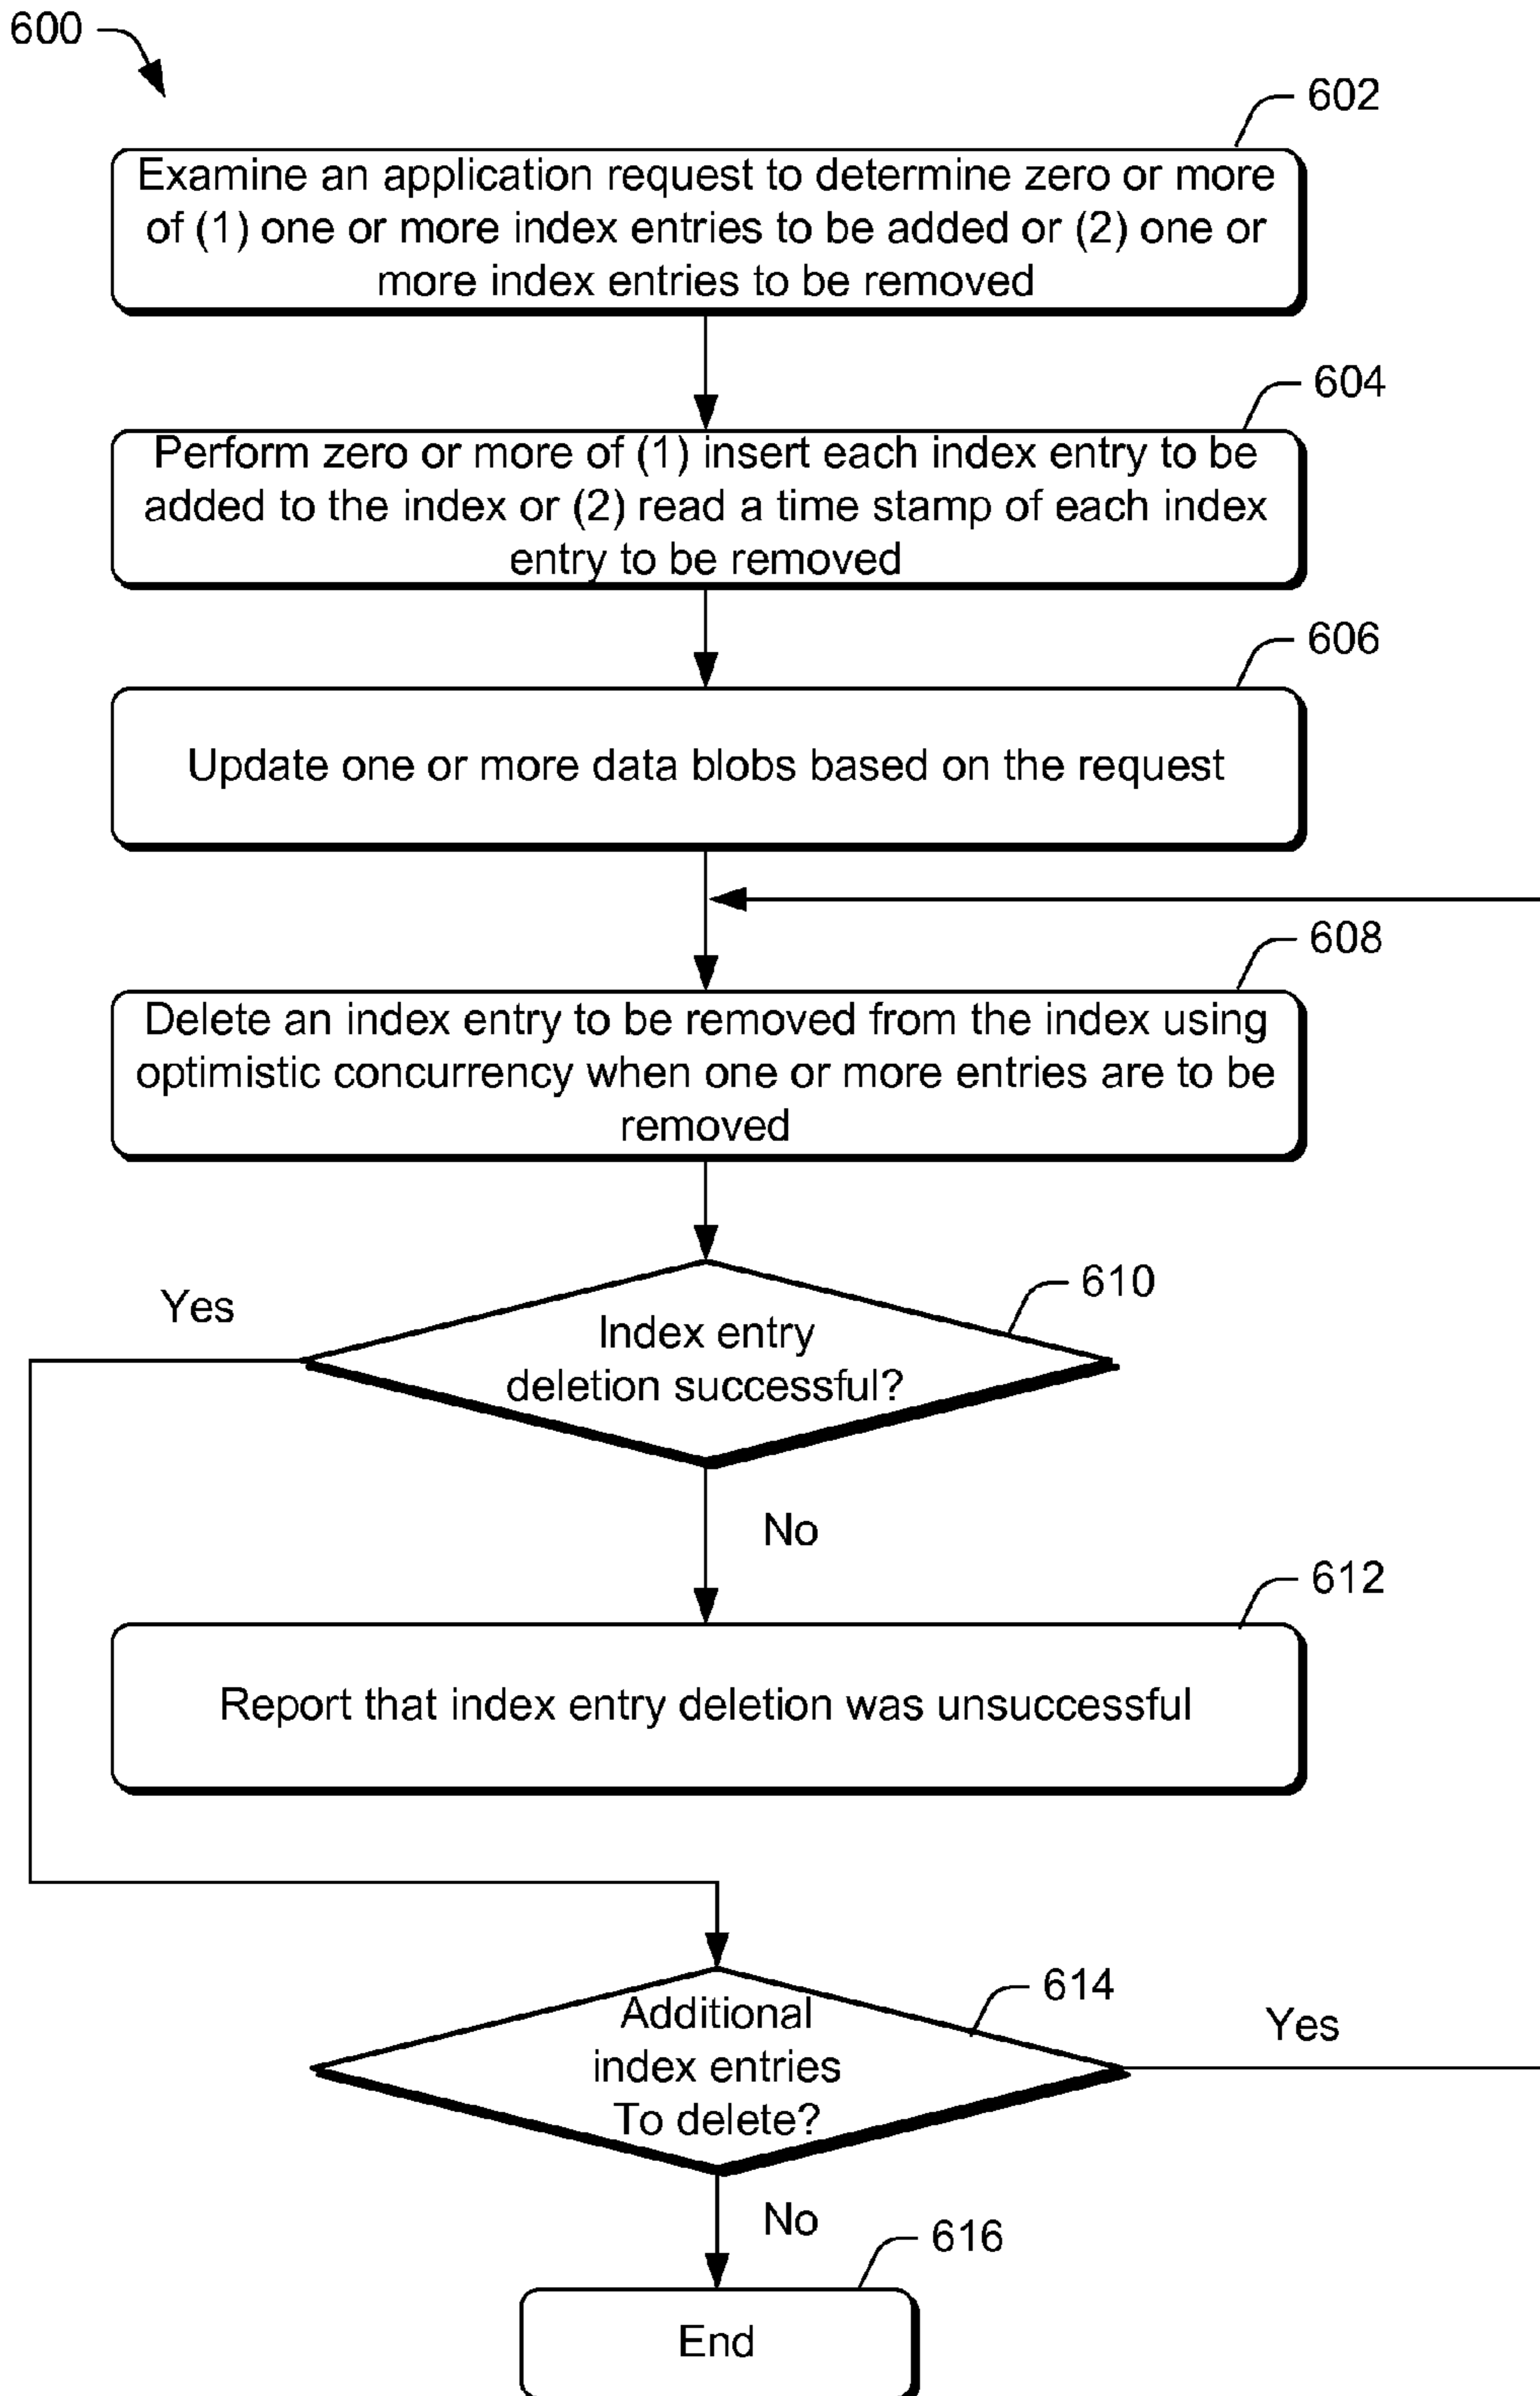 600
602
Examine an application request to determine zero or more
of (1) one or more index entries to be added or (2) one or
more index entries to be removed
604
Perform zero or more of (1) insert each index entry to be
added to the index or (2) read a time stamp of each index
entry to be removed
606
Update one or more data blobs based on the request
608
Delete an index entry to be removed from the index using
optimistic concurrency when one or more entries are to be
removed
610
Yes
Index entry
deletion successful?
No
612
Report that index entry deletion was unsuccessful
614
Additional
index entries
To delete?
Yes
No
616
End